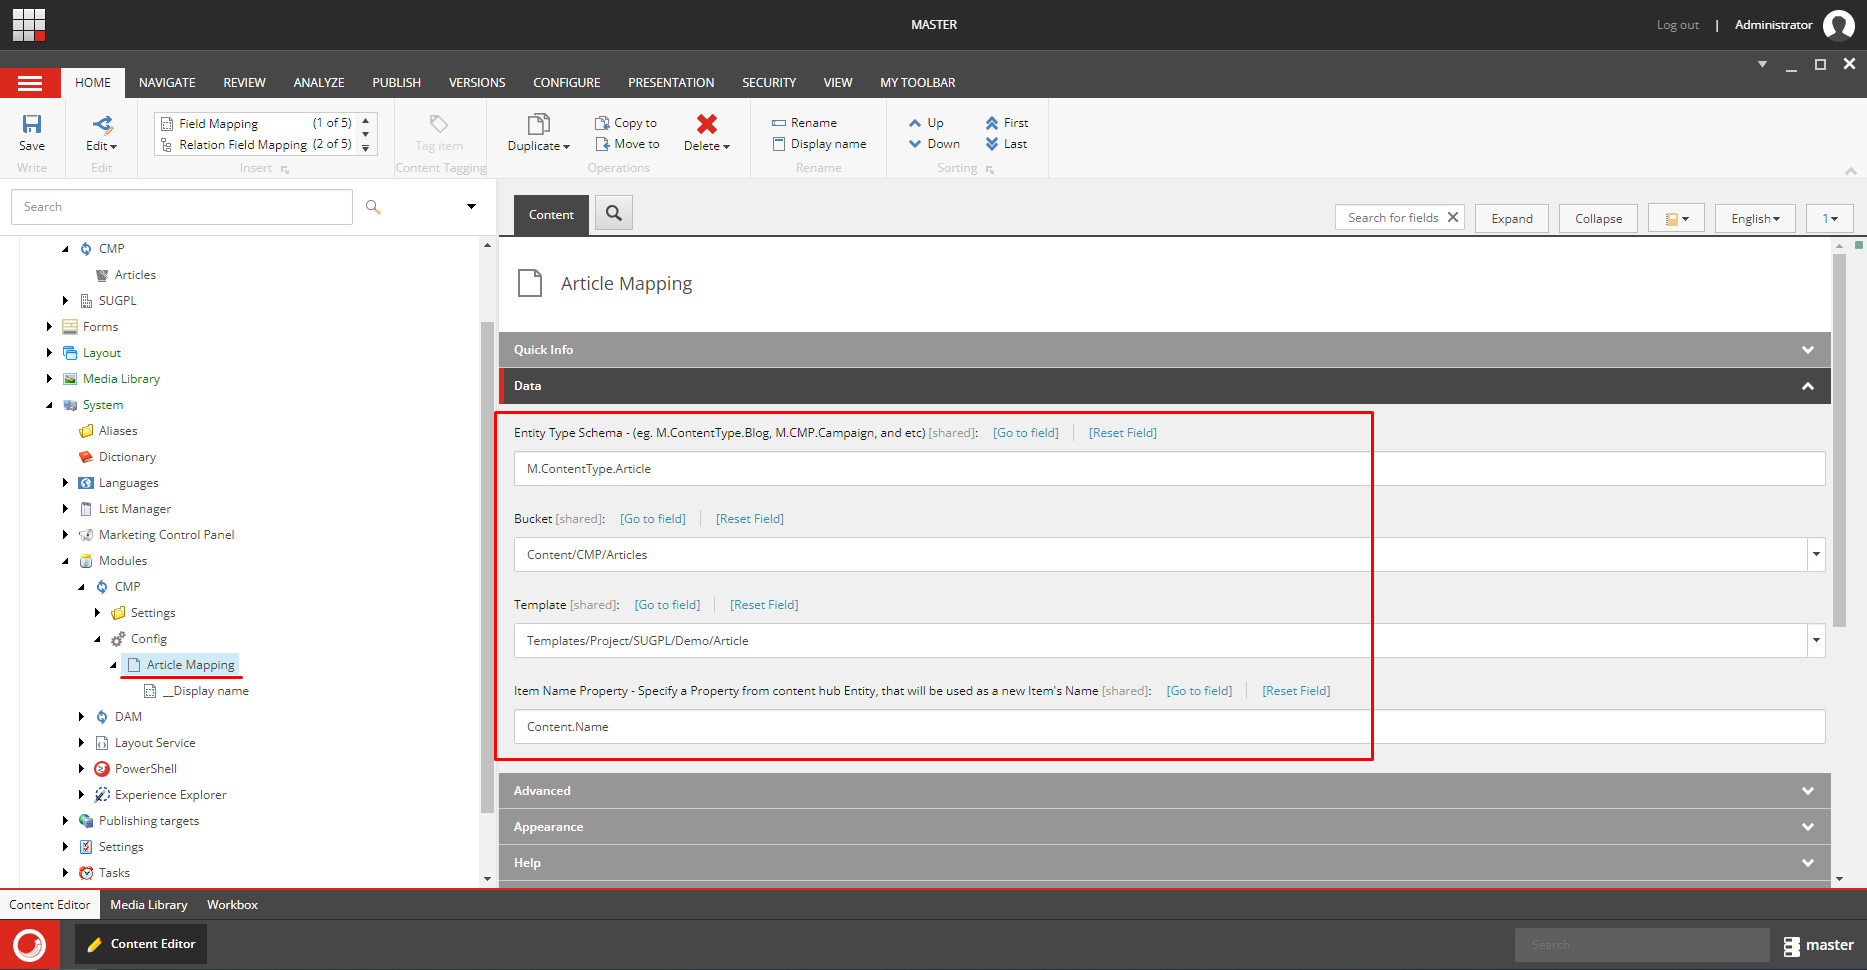 MASTER
Log out | Administrator
HOME NAVIGATE REVIEW ANALYZE PUBLISH VERSIONS CONFIGURE PRESENTATION SECURITY VIEW MY TOOLBAR
Save
Write
Edit
Edit
Field Mapping (1 of 5)
Relation Field Mapping (2 of 5)
Insert
Tag item
Content Tagging
Duplicate
Copy to
Move to
Delete
Operations
Rename
Display name
Rename
Up First
Down Last
Sorting
Search
CMP
Articles
SUGPL
Forms
Layout
Media Library
System
Aliases
Dictionary
Languages
List Manager
Marketing Control Panel
Modules
CMP
Settings
Config
Article Mapping
__Display name
DAM
Layout Service
PowerShell
Experience Explorer
Publishing targets
Settings
Tasks
Content
Search for fields Expand Collapse English 1
Article Mapping
Quick Info
Data
Entity Type Schema - (eg. M.ContentType.Blog, M.CMP.Campaign, and etc) [shared]: [Go to field] [Reset Field]
M.ContentType.Article
Bucket [shared]: [Go to field] [Reset Field]
Content/CMP/Articles
Template [shared]: [Go to field] [Reset Field]
Templates/Project/SUGPL/Demo/Article
Item Name Property - Specify a Property from content hub Entity, that will be used as a new Item's Name [shared]: [Go to field] [Reset Field]
Content.Name
Advanced
Appearance
Help
Content Editor Media Library Workbox
Content Editor
Search
master